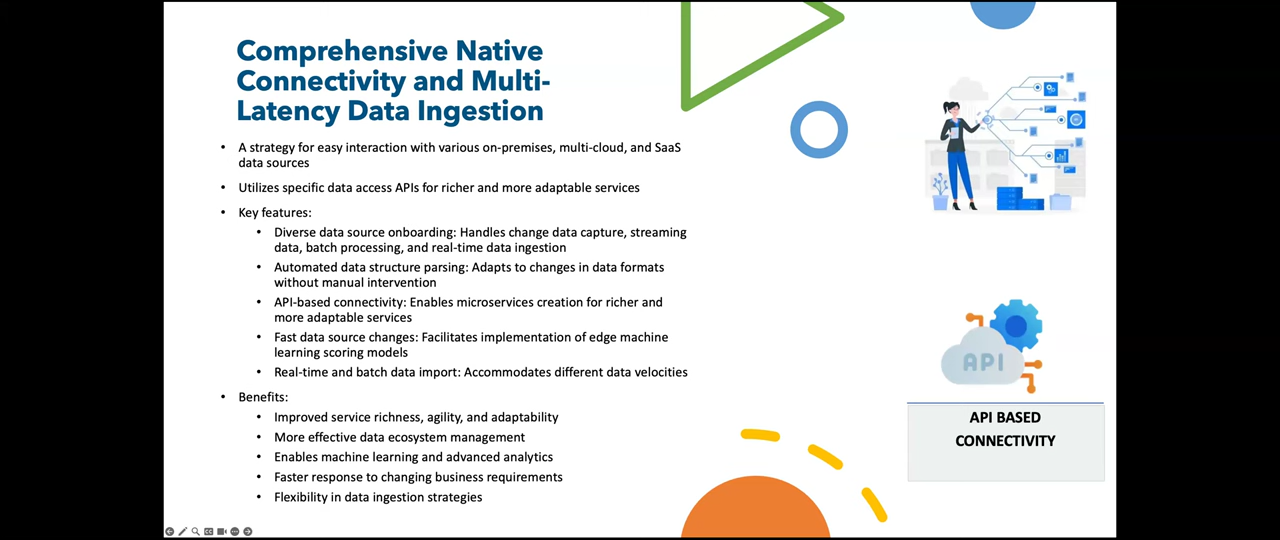 Comprehensive Native
Connectivity and Multi-
Latency Data Ingestion
• A strategy for easy interaction with various on-premises, multi-cloud, and SaaS
data sources
• Utilizes specific data access APIs for richer and more adaptable services
• Key features:
• Diverse data source onboarding: Handles change data capture, streaming
data, batch processing, and real-time data ingestion
• Automated data structure parsing: Adapts to changes in data formats
without manual intervention
• API-based connectivity: Enables microservices creation for richer and
more adaptable services
• Fast data source changes: Facilitates implementation of edge machine
learning scoring models
• Real-time and batch data import: Accommodates different data velocities
• Benefits:
• Improved service richness, agility, and adaptability
• More effective data ecosystem management
• Enables machine learning and advanced analytics
• Faster response to changing business requirements
• Flexibility in data ingestion strategies
API
API BASED
CONNECTIVITY